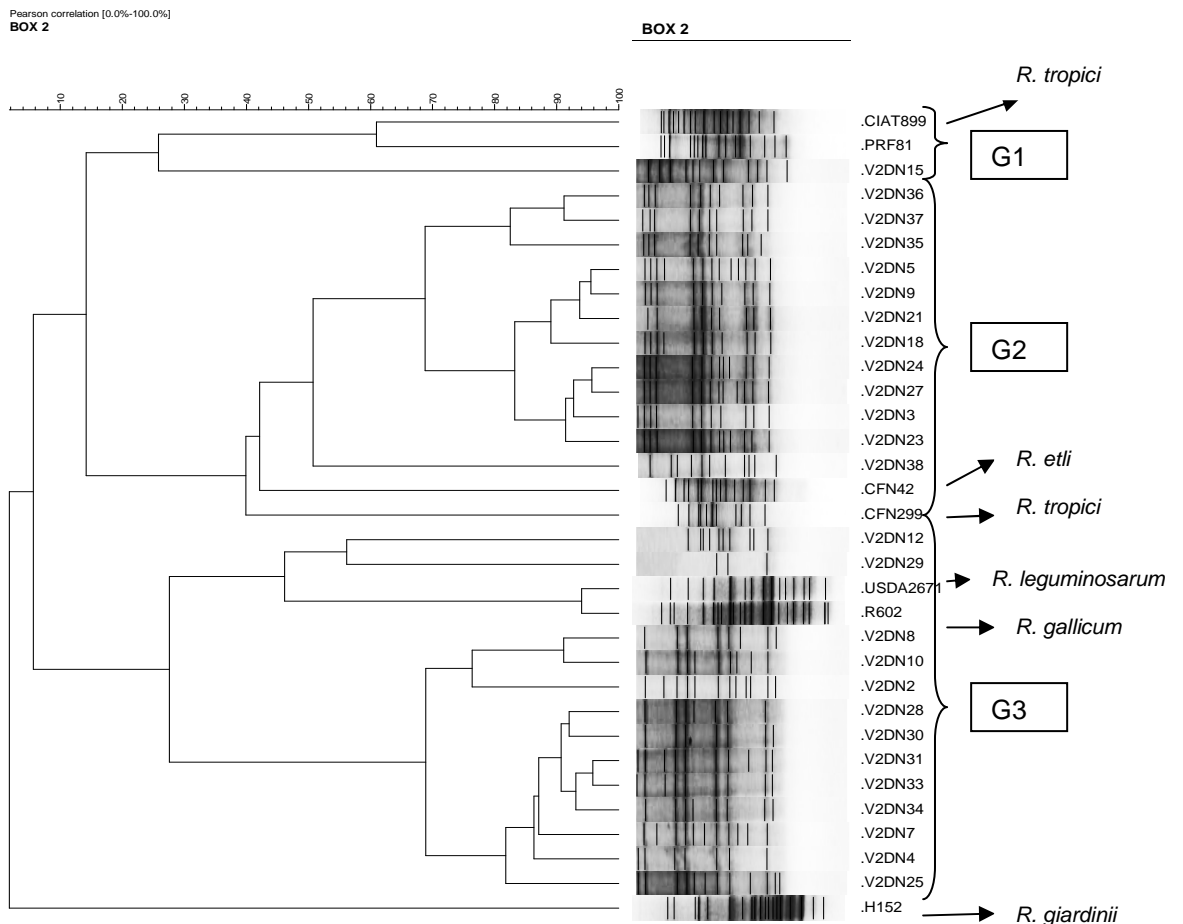 Pearson correlation [0.0%-100.0%]
BOX 2
BOX 2
10 20 30 40 50 60 70 80 90 100
R. tropici
.CIAT899
.PRF81
G1
.V2DN15
.V2DN36
.V2DN37
.V2DN35
.V2DN5
.V2DN9
.V2DN21
.V2DN18
G2
.V2DN24
.V2DN27
.V2DN3
.V2DN23
.V2DN38
R. etli
.CFN42
R. tropici
.CFN299
.V2DN12
.V2DN29
.USDA2671
R. leguminosarum
.R602
R. gallicum
.V2DN8
.V2DN10
.V2DN2
.V2DN28
G3
.V2DN30
.V2DN31
.V2DN33
.V2DN34
.V2DN7
.V2DN4
.V2DN25
.H152
R. giardinii